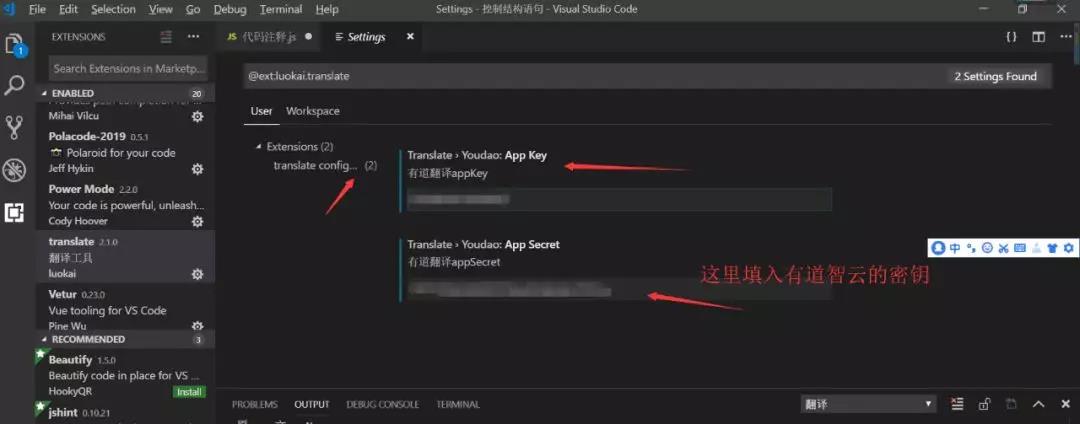 File Edit Selection View Go Debug Terminal Help
Settings - 控制结构语句 - Visual Studio Code
EXTENSIONS
JS 代码注释.js
Settings
Search Extensions in Marketp...
@ext:luokai.translate
2 Settings Found
ENABLED 20
Provides path completion for ...
Mihai Vilcu
Polacode-2019 0.5.1
Polaroid for your code
Jeff Hykin
Power Mode 2.2.0
Your code is powerful, unleash...
Cody Hoover
translate 2.1.0
翻译工具
luokai
Vetur 0.23.0
Vue tooling for VS Code
Pine Wu
RECOMMENDED 3
Beautify 1.5.0
Beautify code in place for VS ...
HookyQR Install
jshint 0.10.21
1
User Workspace
Extensions (2)
translate config... (2)
Translate › Youdao: App Key
有道翻译appKey
Translate › Youdao: App Secret
有道翻译appSecret
这里填入有道智云的密钥
中
PROBLEMS OUTPUT DEBUG CONSOLE TERMINAL
翻译